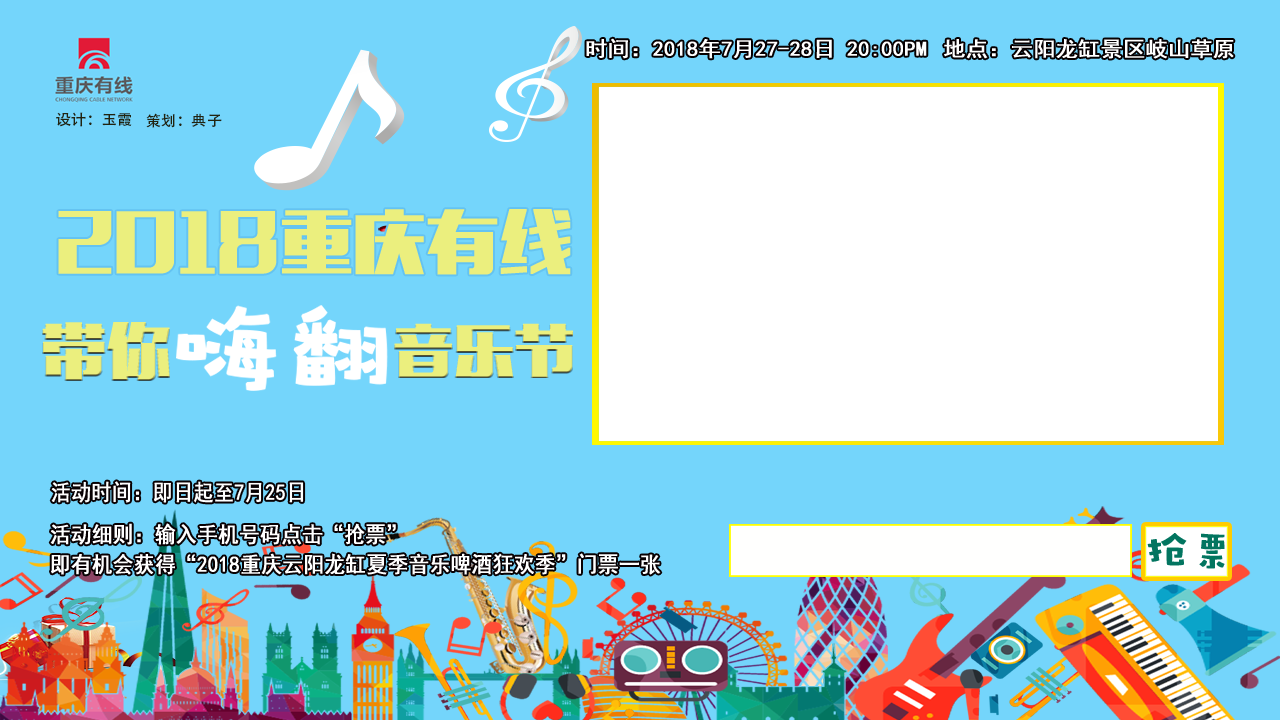 时间：2018年7月27-28日 20:00PM 地点：云阳龙缸景区岐山草原
重庆有线
CHONGQING CABLE NETWORK
设计：玉霞 策划：典子
2018重庆有线
带你嗨翻音乐节
活动时间：即日起至7月25日
活动细则：输入手机号码点击“抢票”
即有机会获得“2018重庆云阳龙缸夏季音乐啤酒狂欢季”门票一张
抢票